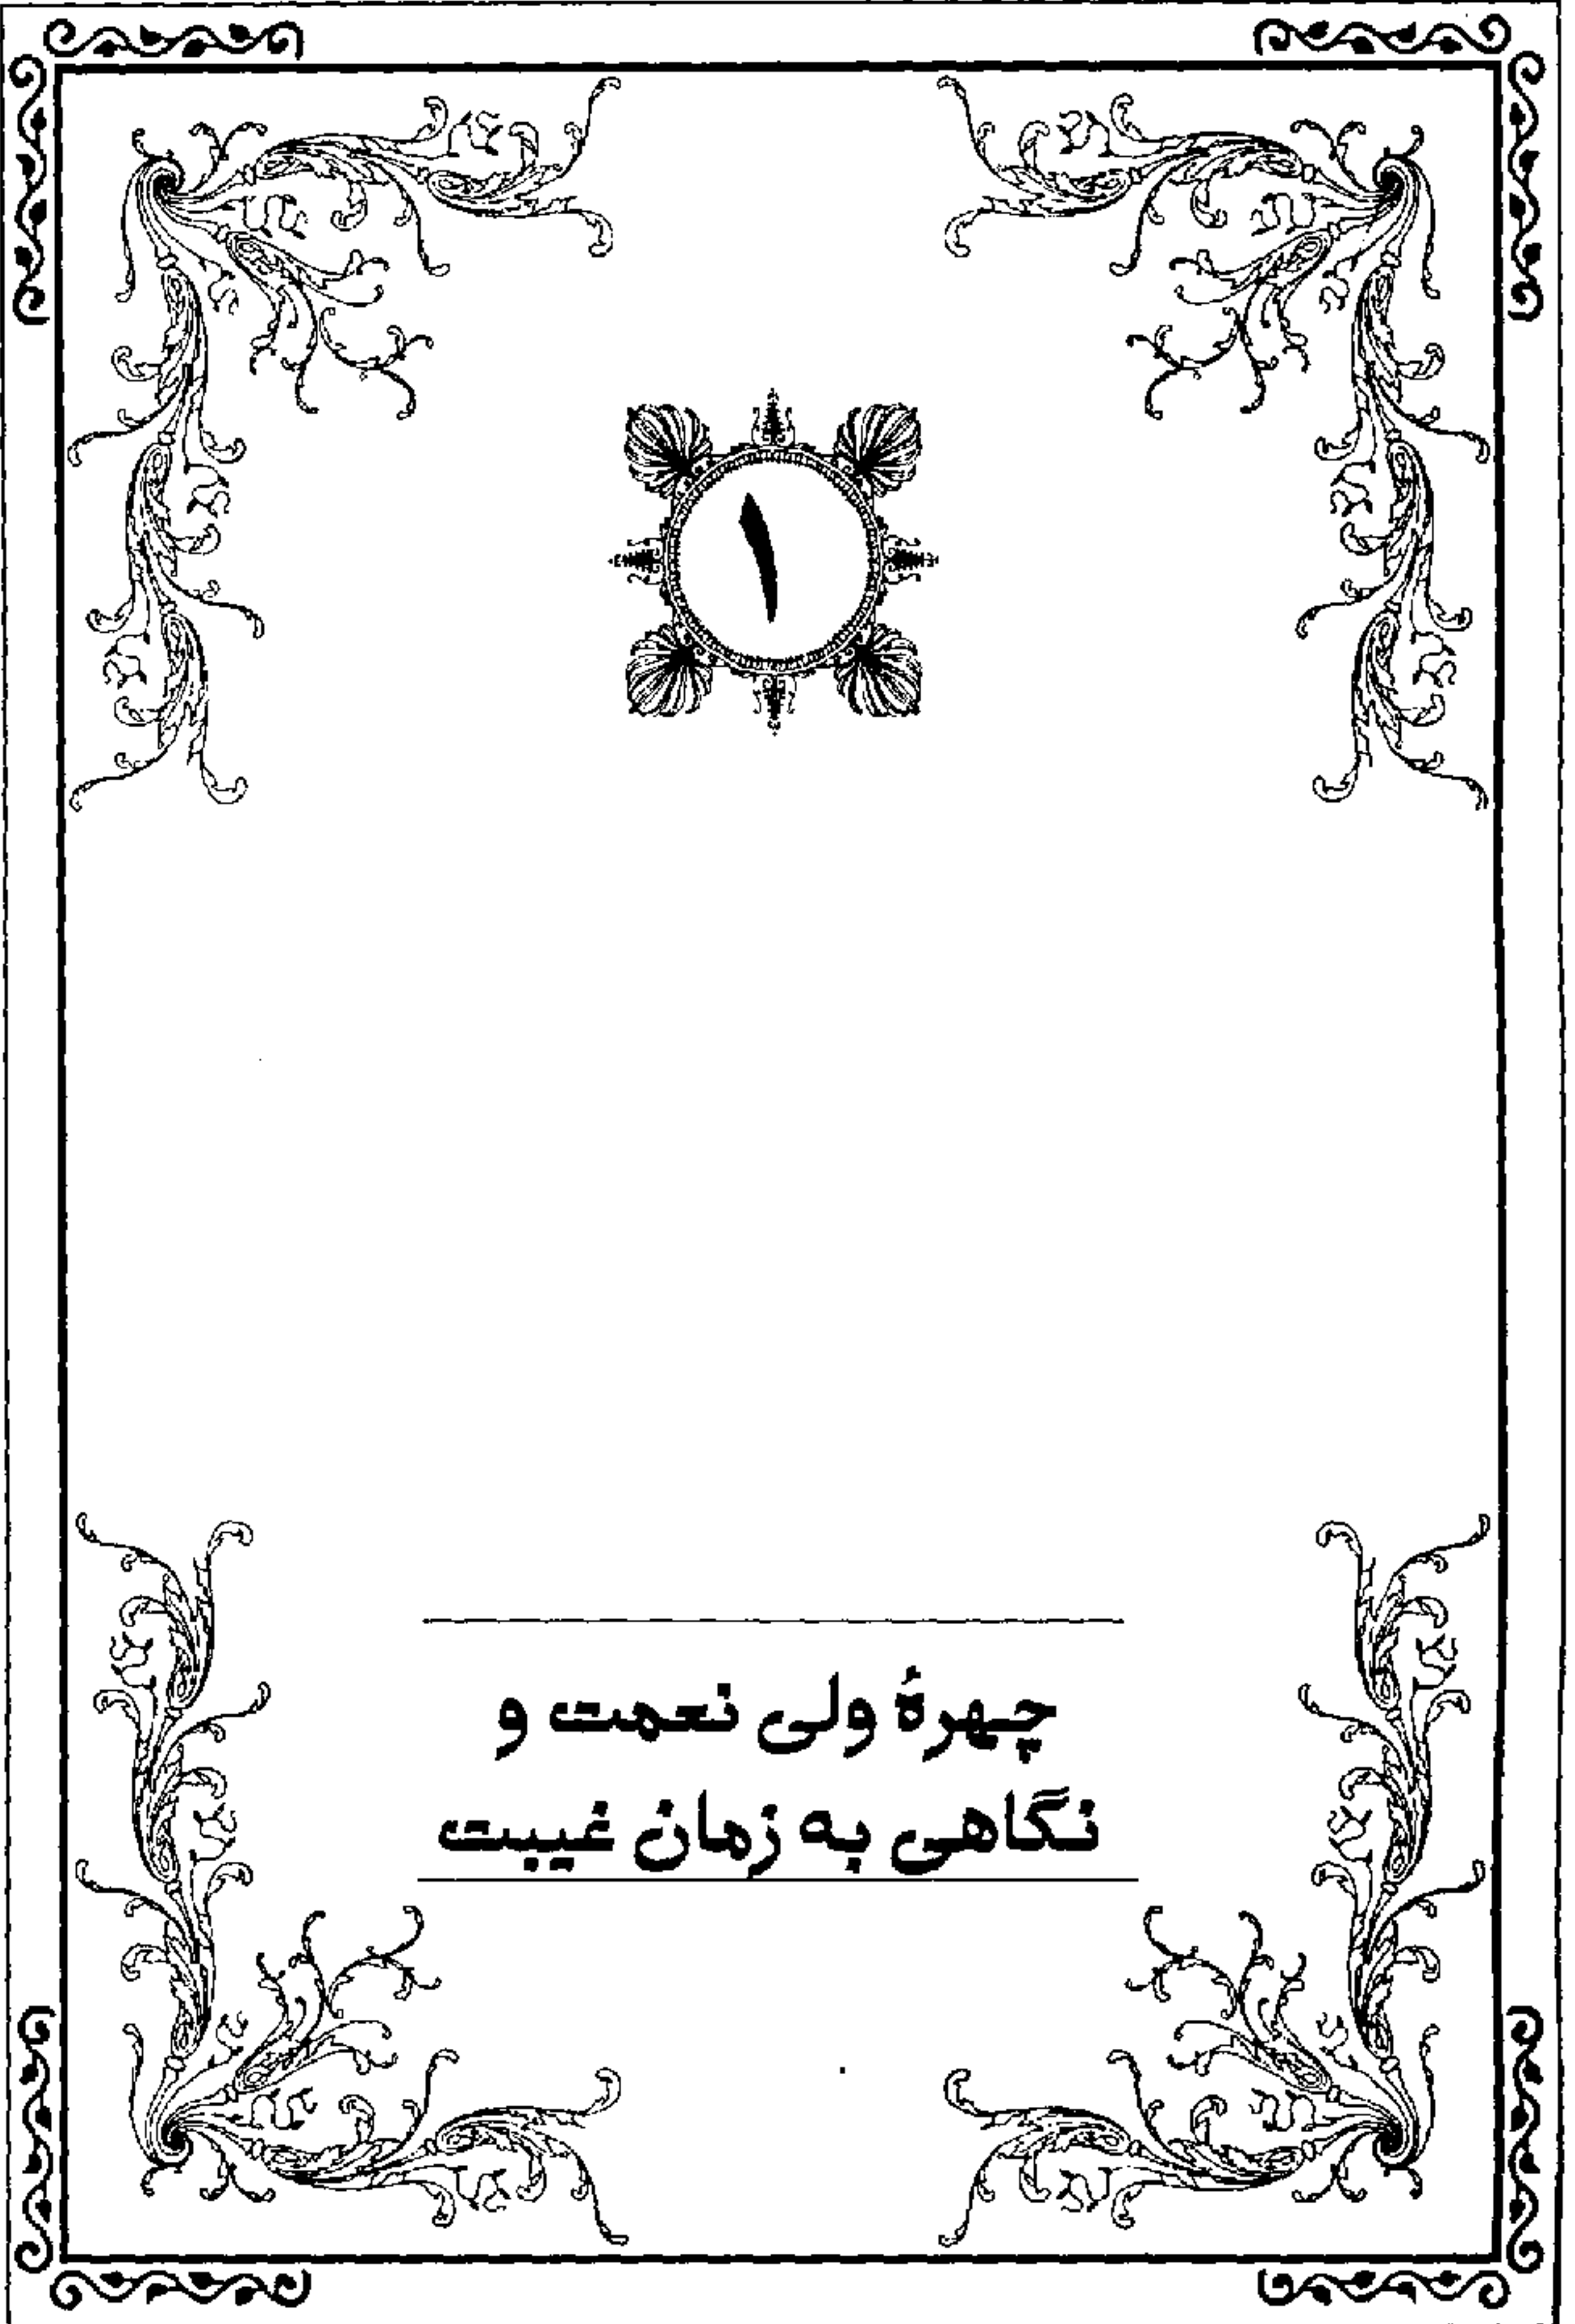 ۱
چهرهٔ ولی نعمت و
نگاهی به زمان غیبت